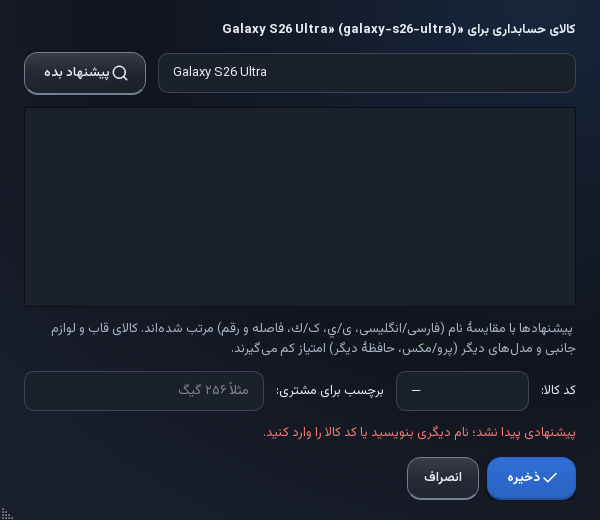 کالای حسابداری برای «Galaxy S26 Ultra» (galaxy-s26-ultra)
Galaxy S26 Ultra
پیشنهاد بده
پیشنهادها با مقایسهٔ نام (فارسی/انگلیسی، ی/ي، ک/ك، فاصله و رقم) مرتب شده‌اند. کالای قاب و لوازم
جانبی و مدل‌های دیگر (پرو/مکس، حافظهٔ دیگر) امتیاز کم می‌گیرند.
کد کالا:
—
برچسب برای مشتری:
مثلاً ۲۵۶ گیگ
پیشنهادی پیدا نشد؛ نام دیگری بنویسید یا کد کالا را وارد کنید.
ذخیره
انصراف